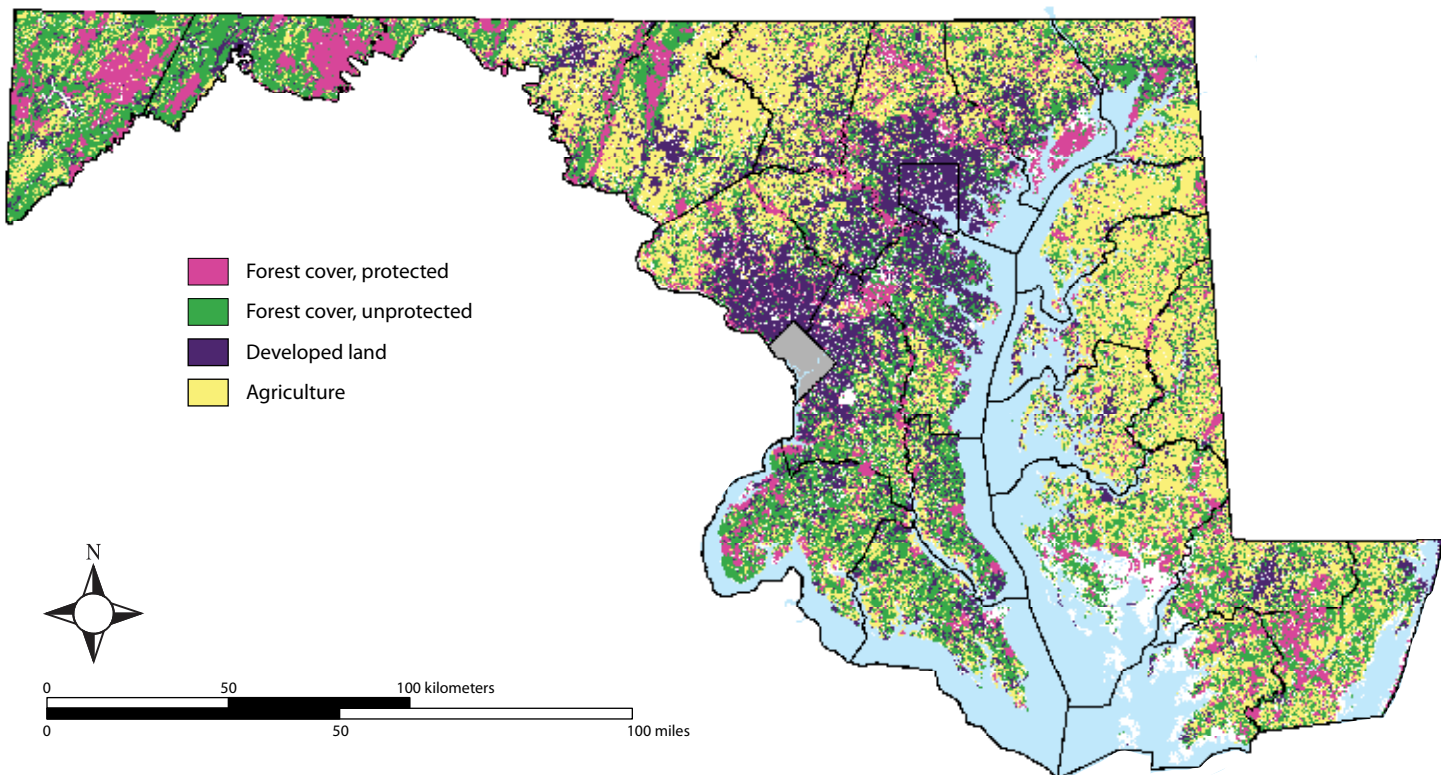 Forest cover, protected
Forest cover, unprotected
Developed land
Agriculture
N
0 50 100 kilometers
0 50 100 miles